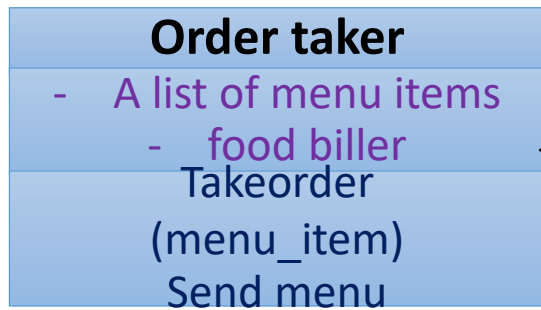 Order taker
- A list of menu items
- food biller
Takeorder
(menu_item)
Send menu